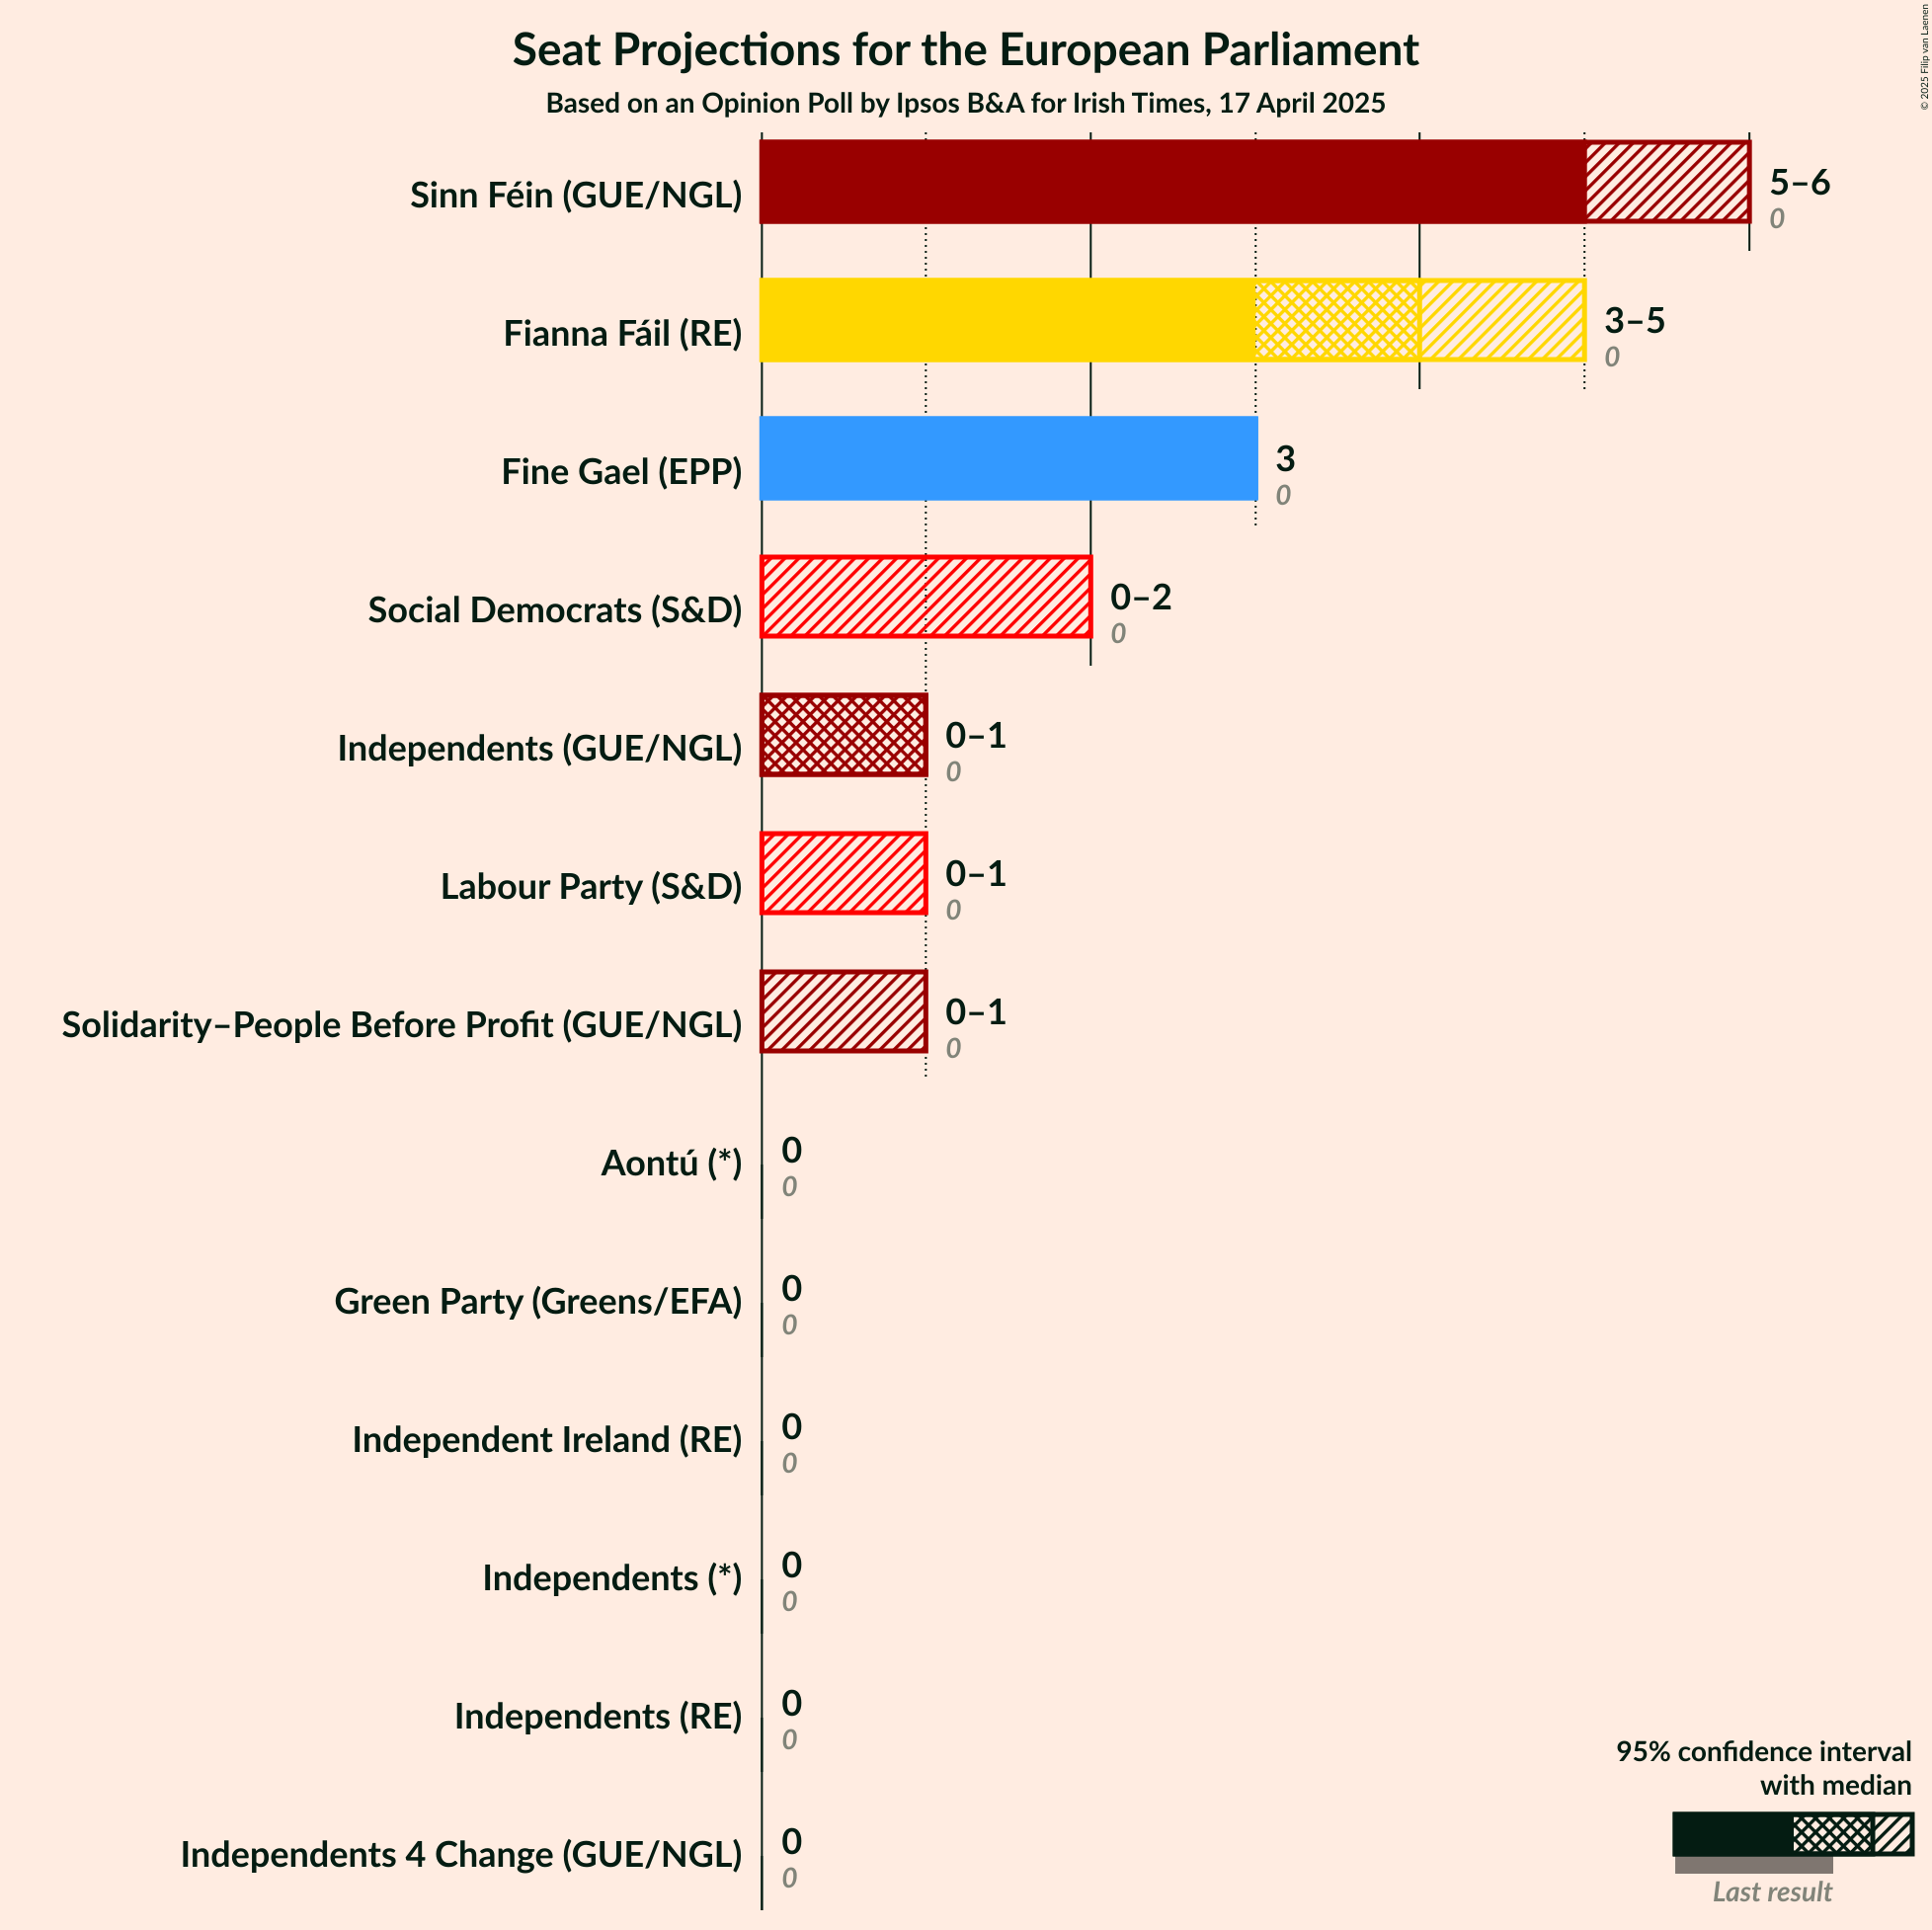 Seat Projections for the European Parliament
Based on an Opinion Poll by Ipsos B&A for Irish Times, 17 April 2025
© 2025 Filip van Laenen
Sinn Féin (GUE/NGL)
5–6
0
Fianna Fáil (RE)
3–5
0
Fine Gael (EPP)
3
0
Social Democrats (S&D)
0–2
0
Independents (GUE/NGL)
0–1
0
Labour Party (S&D)
0–1
0
Solidarity–People Before Profit (GUE/NGL)
0–1
0
Aontú (*)
0
0
Green Party (Greens/EFA)
0
0
Independent Ireland (RE)
0
0
Independents (*)
0
0
Independents (RE)
0
0
Independents 4 Change (GUE/NGL)
0
0
95% confidence interval
with median
Last result